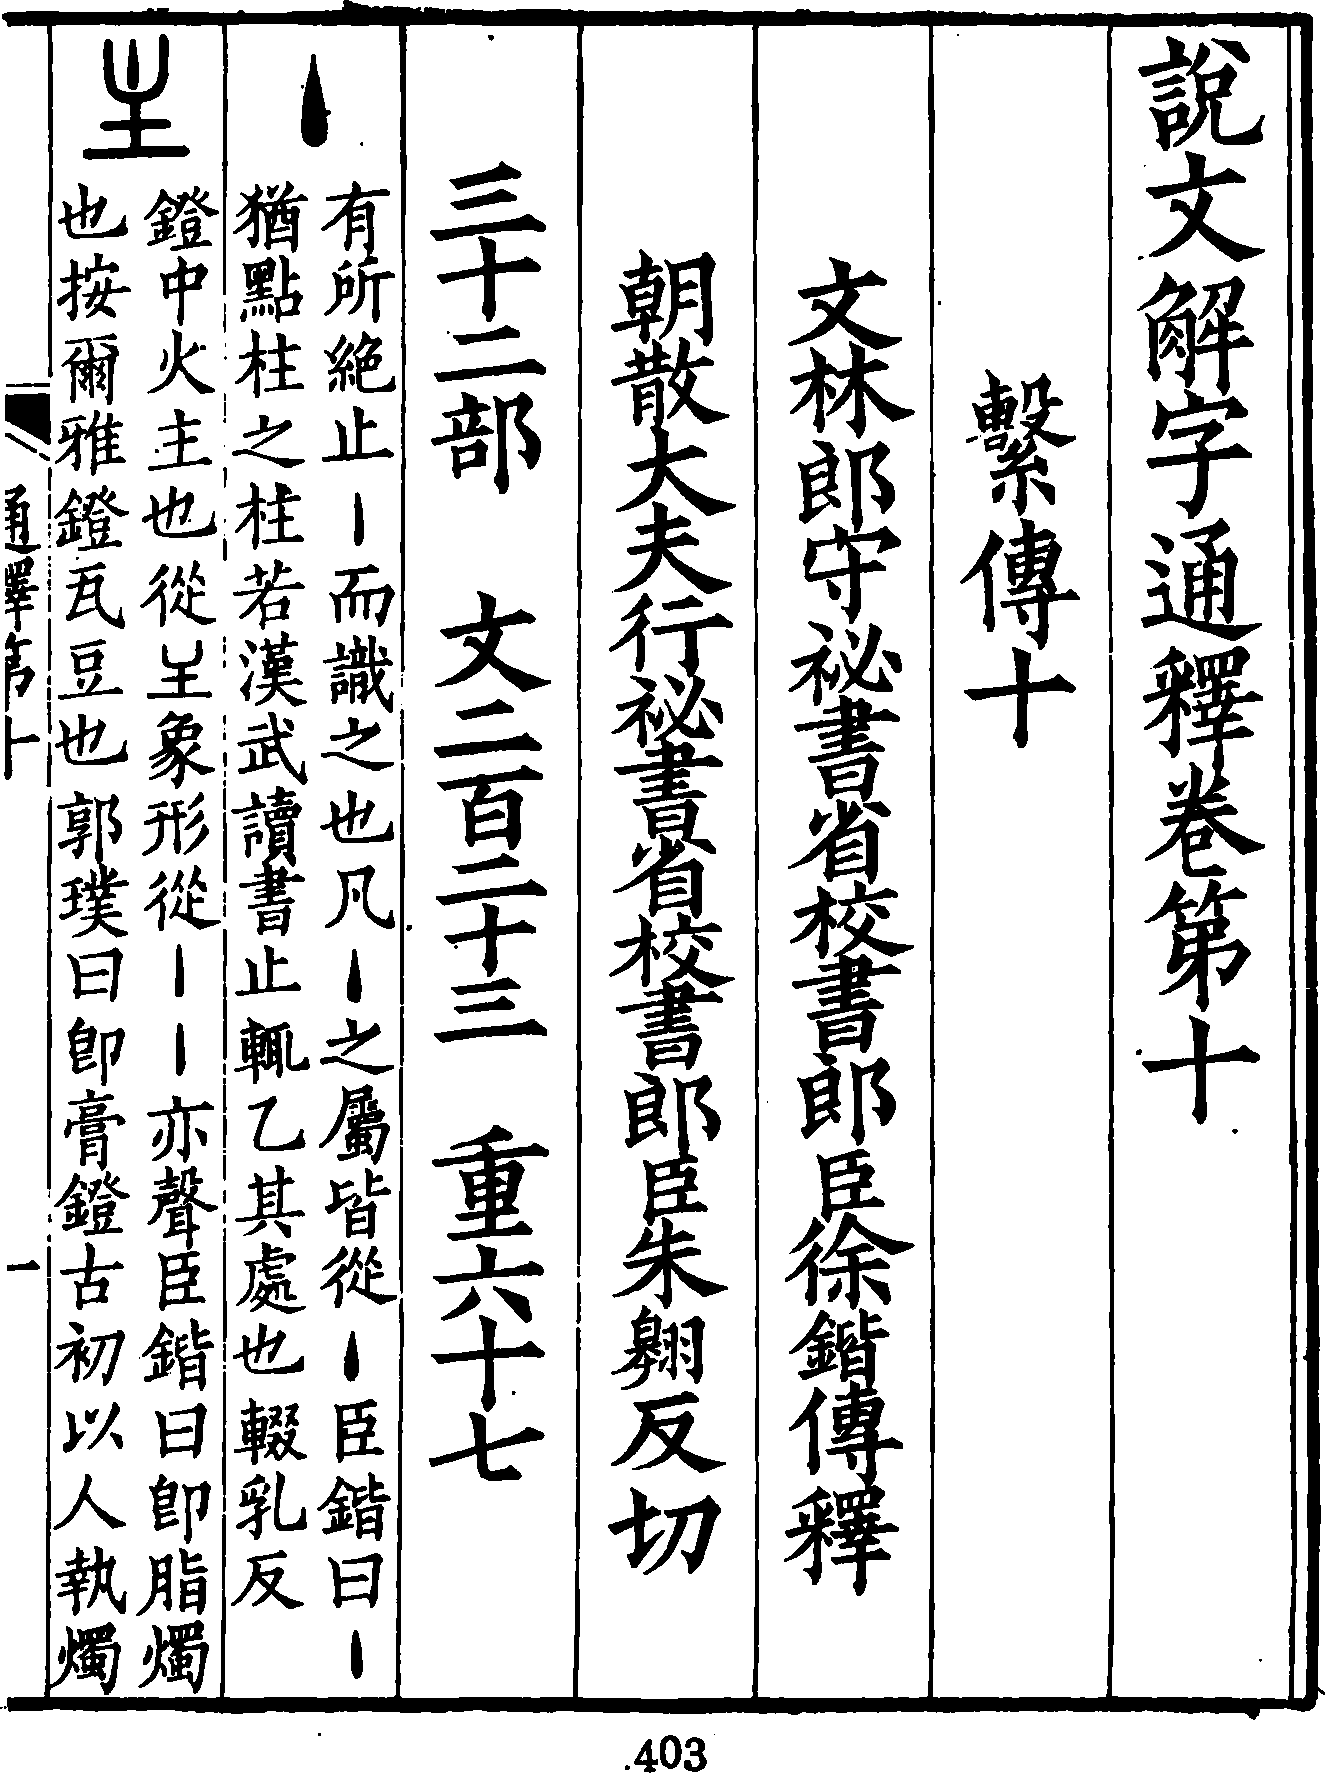 說文解字通釋卷第十
繫傳十
文林郎守祕書省校書郎臣徐鍇傳釋
朝散大夫行祕書省校書郎臣朱翱反切
三十二部 文二百二十三 重六十七
丶
有所絶止丶而識之也凡丶之屬皆從丶臣鍇曰丶
猶點柱之柱若漢武讀書止輒乙其處也輟乳反
主
鐙中火主也從𡈼象形從丶丶亦聲臣鍇曰卽脂燭
也按爾雅鐙瓦豆也郭璞曰卽膏鐙古初以人執燭
通釋第十
一
403